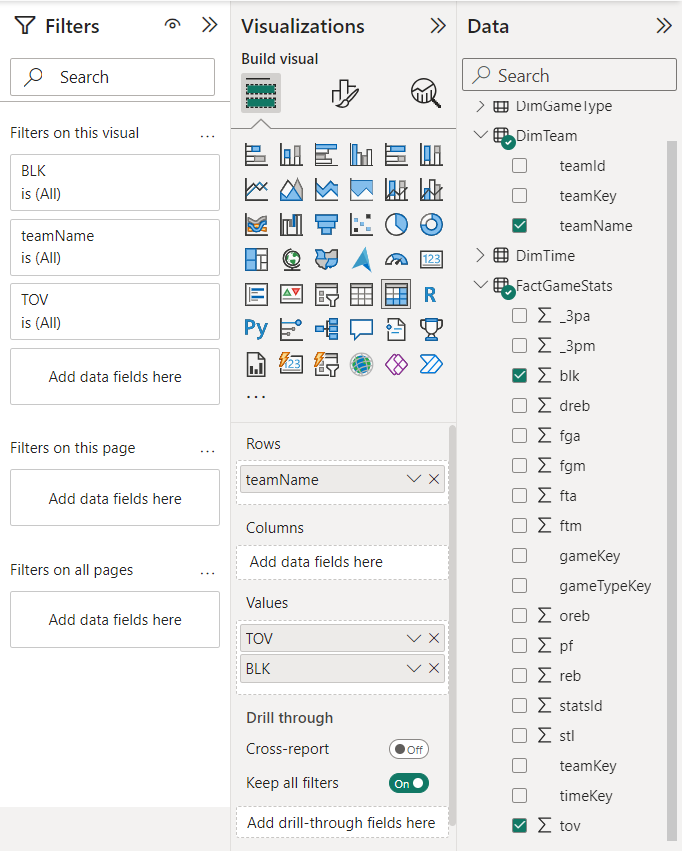 Filters
Search
Filters on this visual
...
BLK
is (All)
teamName
is (All)
TOV
is (All)
Add data fields here
Filters on this page
...
Add data fields here
Filters on all pages
...
Add data fields here
Visualizations
Build visual
123
R
Py
123
...
Rows
teamName
Columns
Add data fields here
Values
TOV
BLK
Drill through
Cross-report
Off
Keep all filters
On
Add drill-through fields here
Data
Search
DimGameType
DimTeam
teamId
teamKey
teamName
DimTime
FactGameStats
∑ _3pa
∑ _3pm
∑ blk
∑ dreb
∑ fga
∑ fgm
∑ fta
∑ ftm
gameKey
gameTypeKey
∑ oreb
∑ pf
∑ reb
∑ statsId
∑ stl
teamKey
timeKey
∑ tov